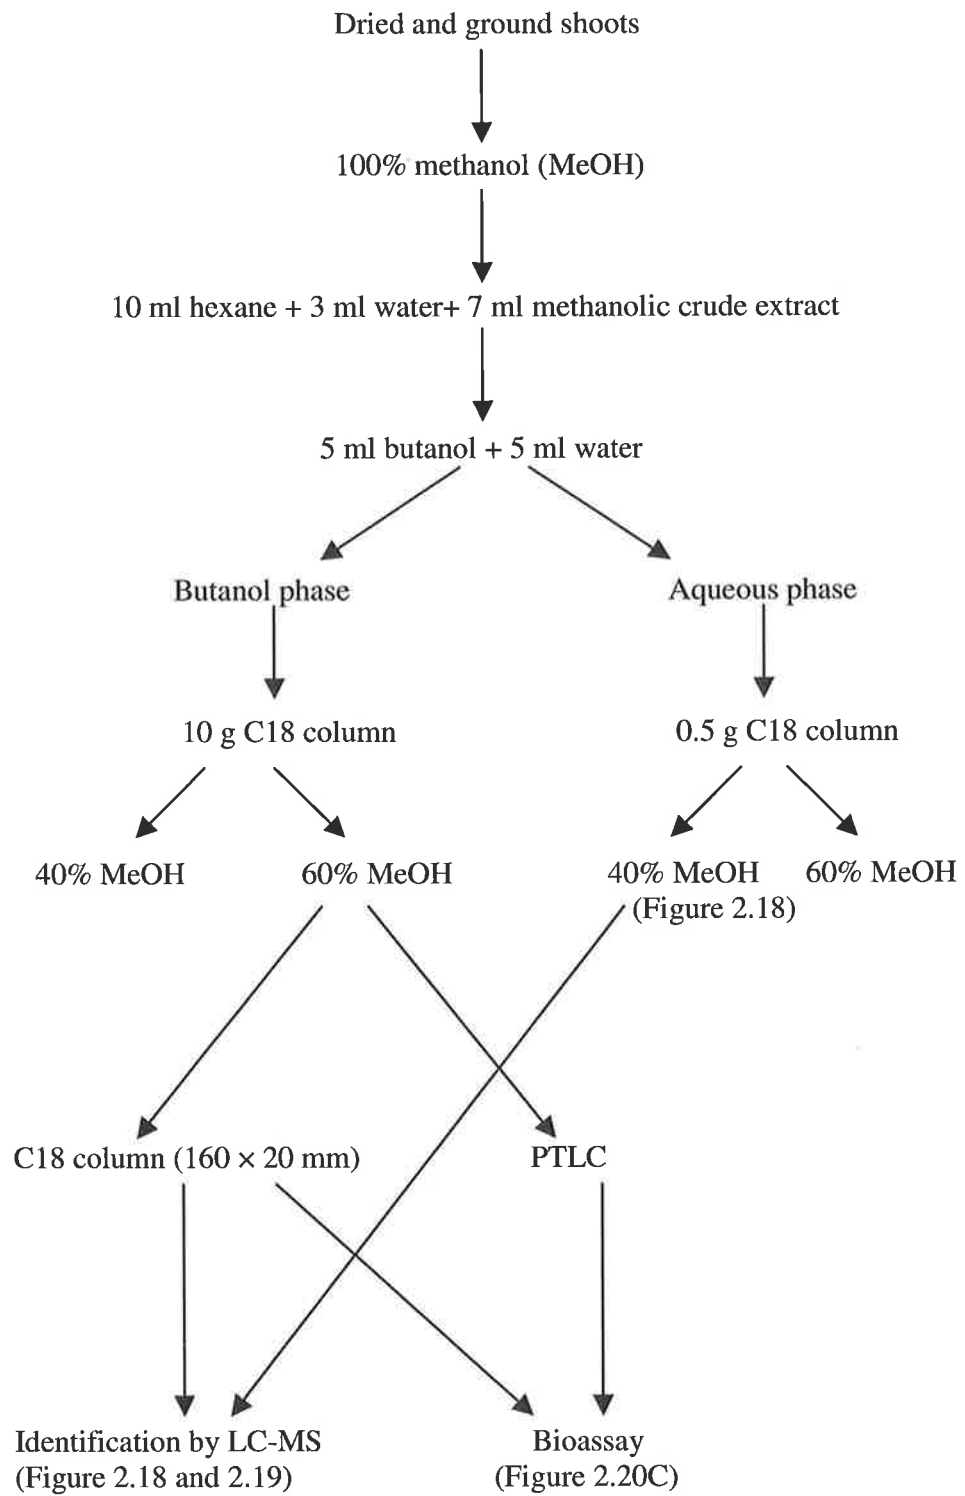 Dried and ground shoots
100% methanol (MeOH)
10 ml hexane + 3 ml water+ 7 ml methanolic crude extract
5 ml butanol + 5 ml water
Butanol phase
Aqueous phase
10 g C18 column
0.5 g C18 column
40% MeOH
60% MeOH
40% MeOH
60% MeOH
(Figure 2.18)
C18 column (160 × 20 mm)
PTLC
Identification by LC-MS
(Figure 2.18 and 2.19)
Bioassay
(Figure 2.20C)